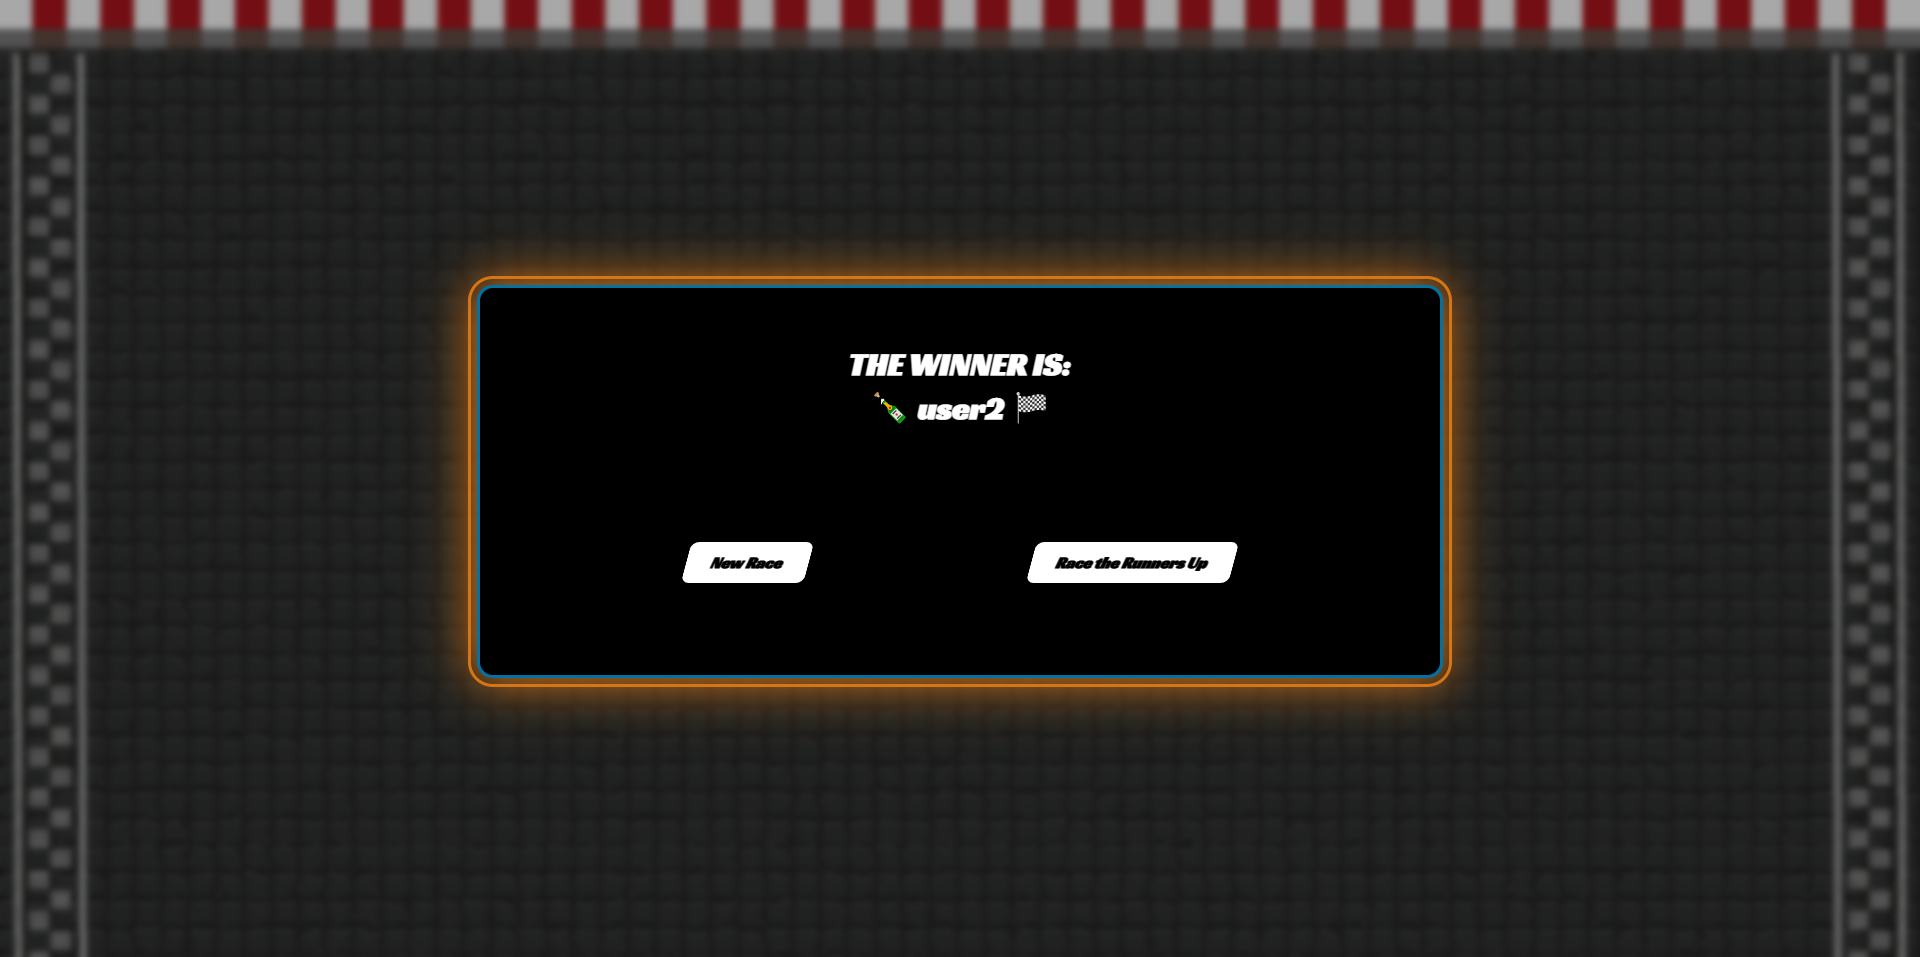 THE WINNER IS:
🍾 user2 🏁
New Race
Race the Runners Up